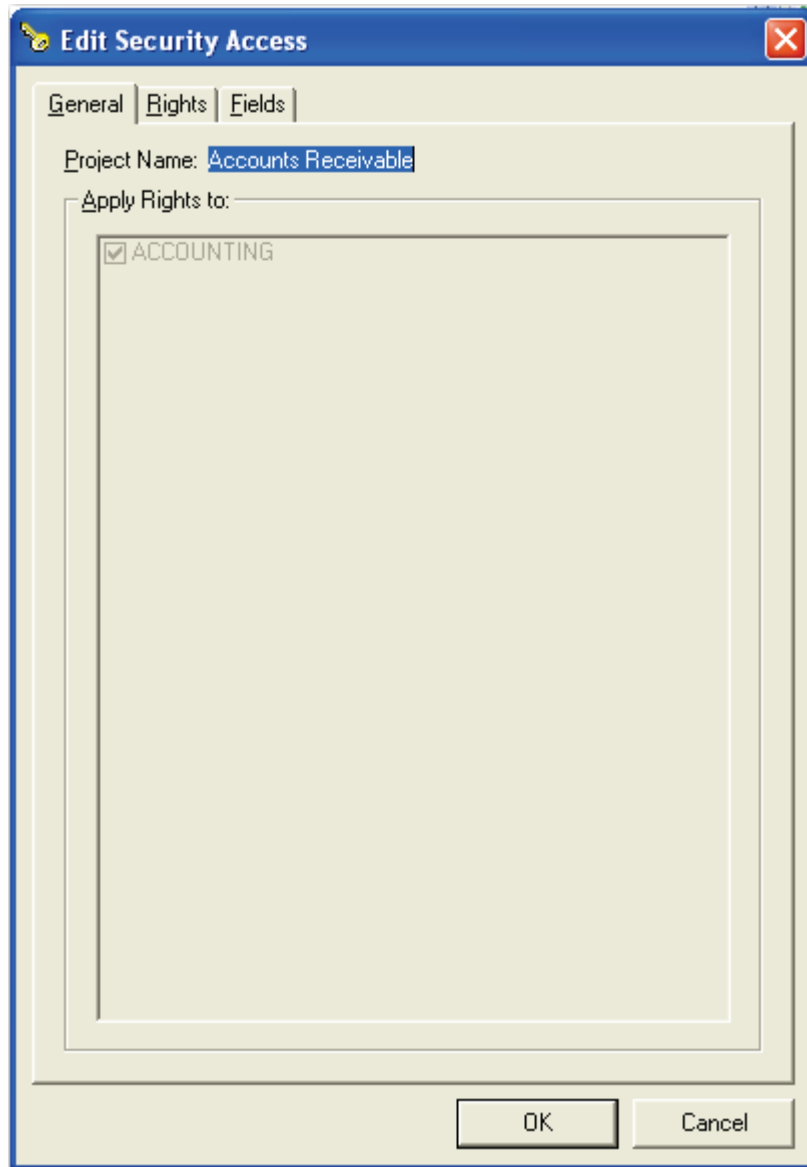 Edit Security Access
General Rights Fields
Project Name: Accounts Receivable
Apply Rights to:
ACCOUNTING
OK Cancel